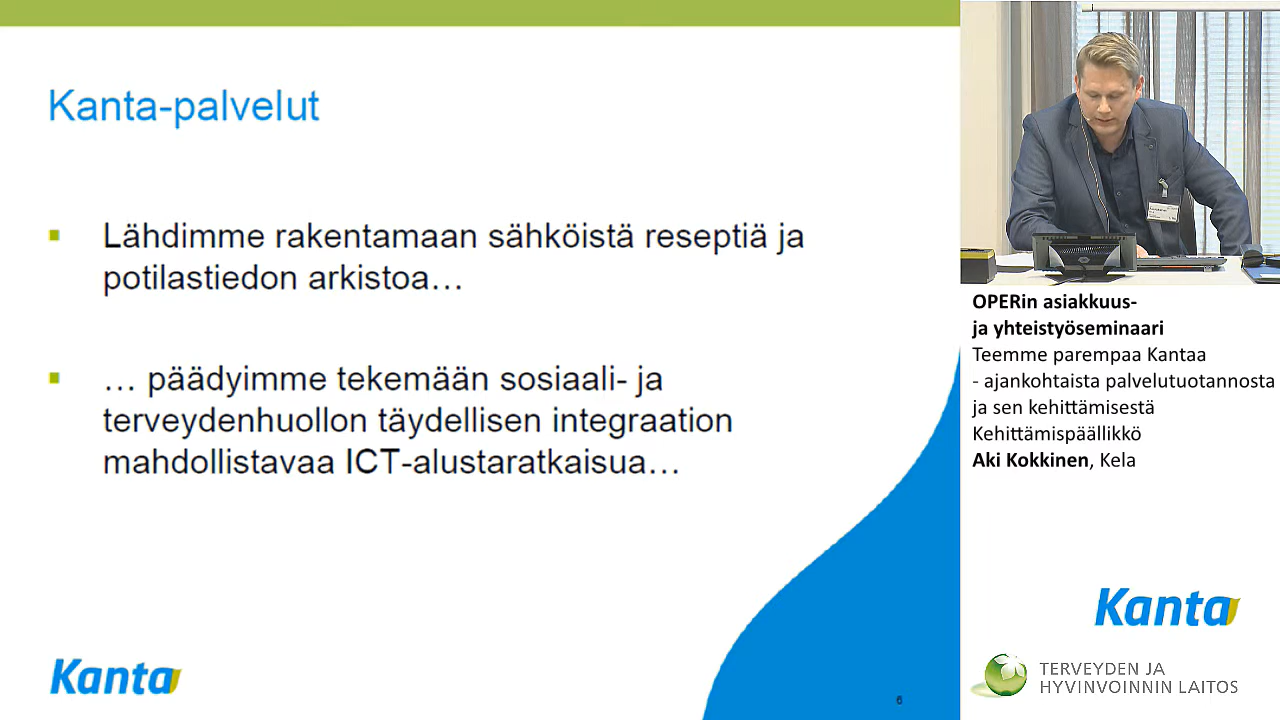 Kanta-palvelut
Lähdimme rakentamaan sähköistä reseptiä ja
potilastiedon arkistoa…
… päädyimme tekemään sosiaali- ja
terveydenhuollon täydellisen integraation
mahdollistavaa ICT-alustaratkaisua…
Kanta
6
OPERin asiakkuus-
ja yhteistyöseminaari
Teemme parempaa Kantaa
- ajankohtaista palvelutuotannosta
ja sen kehittämisestä
Kehittämispäällikkö
Aki Kokkinen, Kela
Kanta
TERVEYDEN JA
HYVINVOINNIN LAITOS